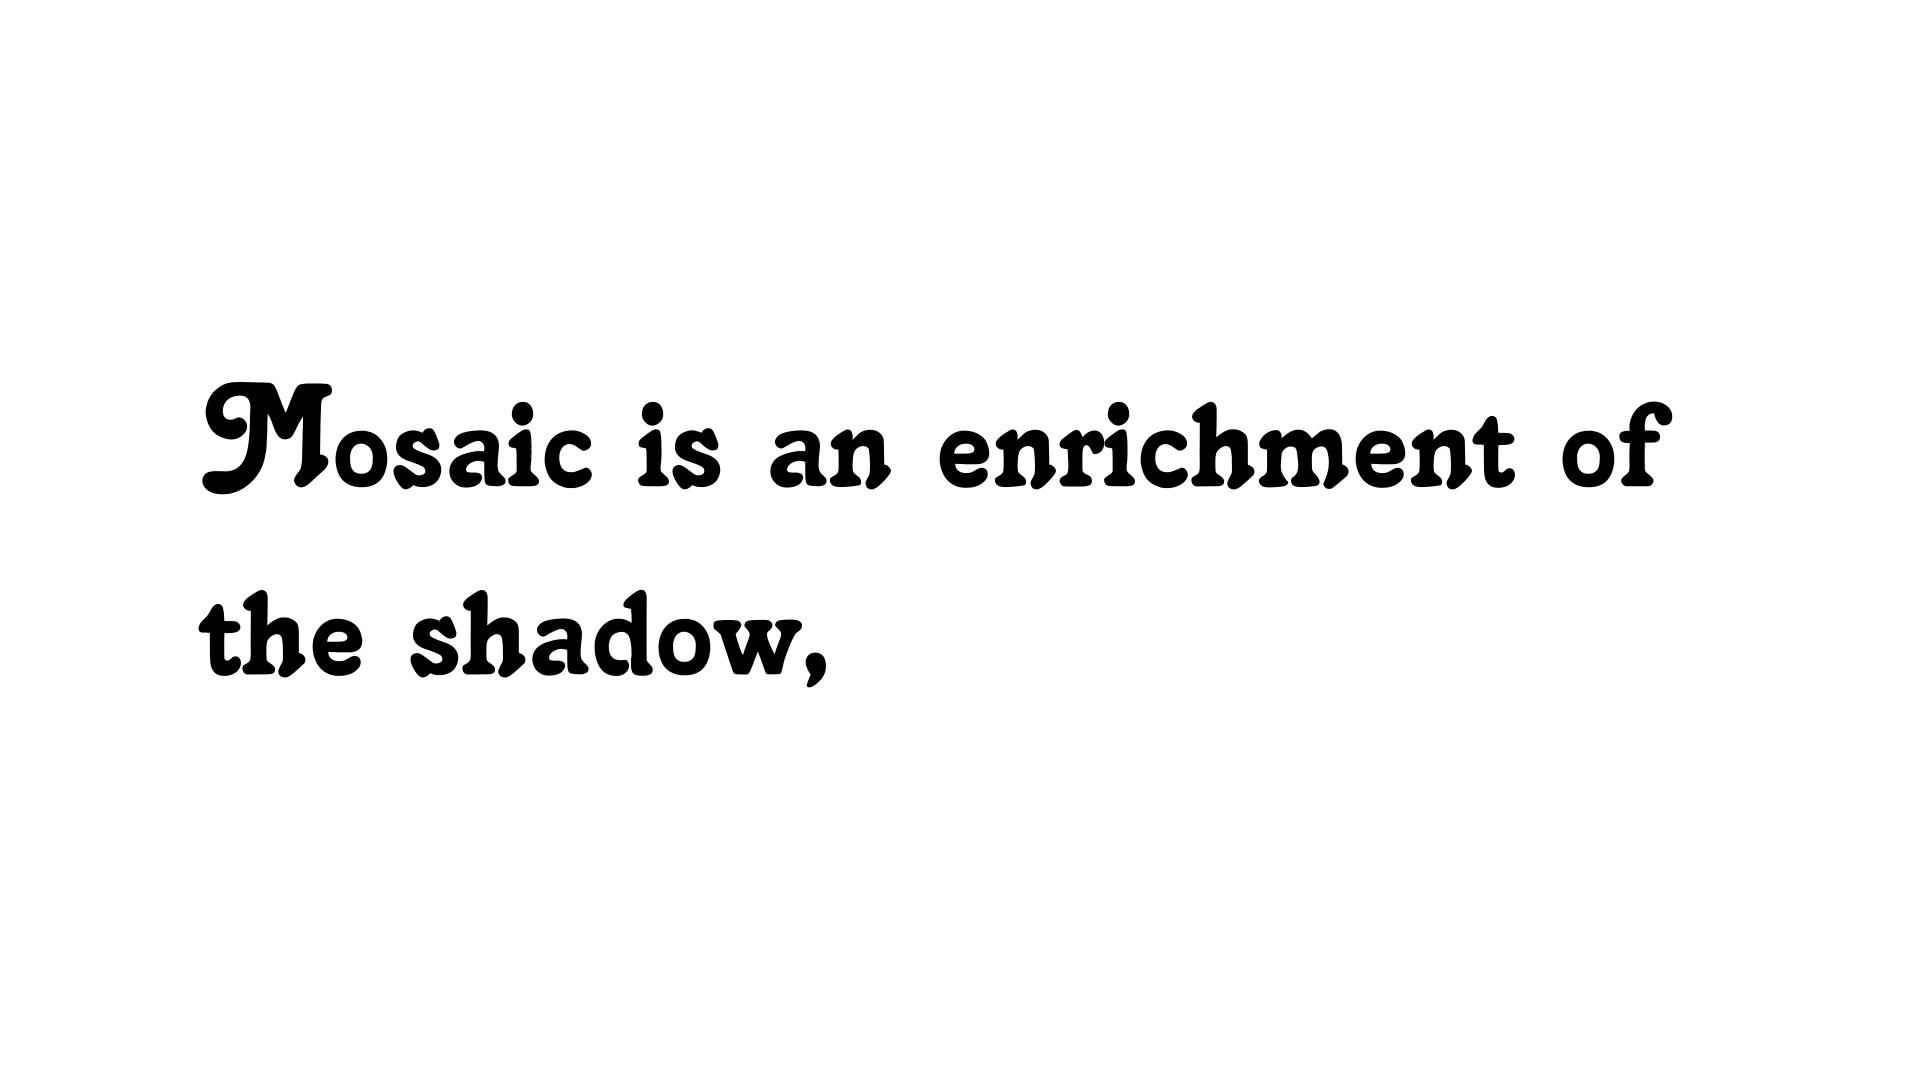 Mosaic is an enrichment of
the shadow,